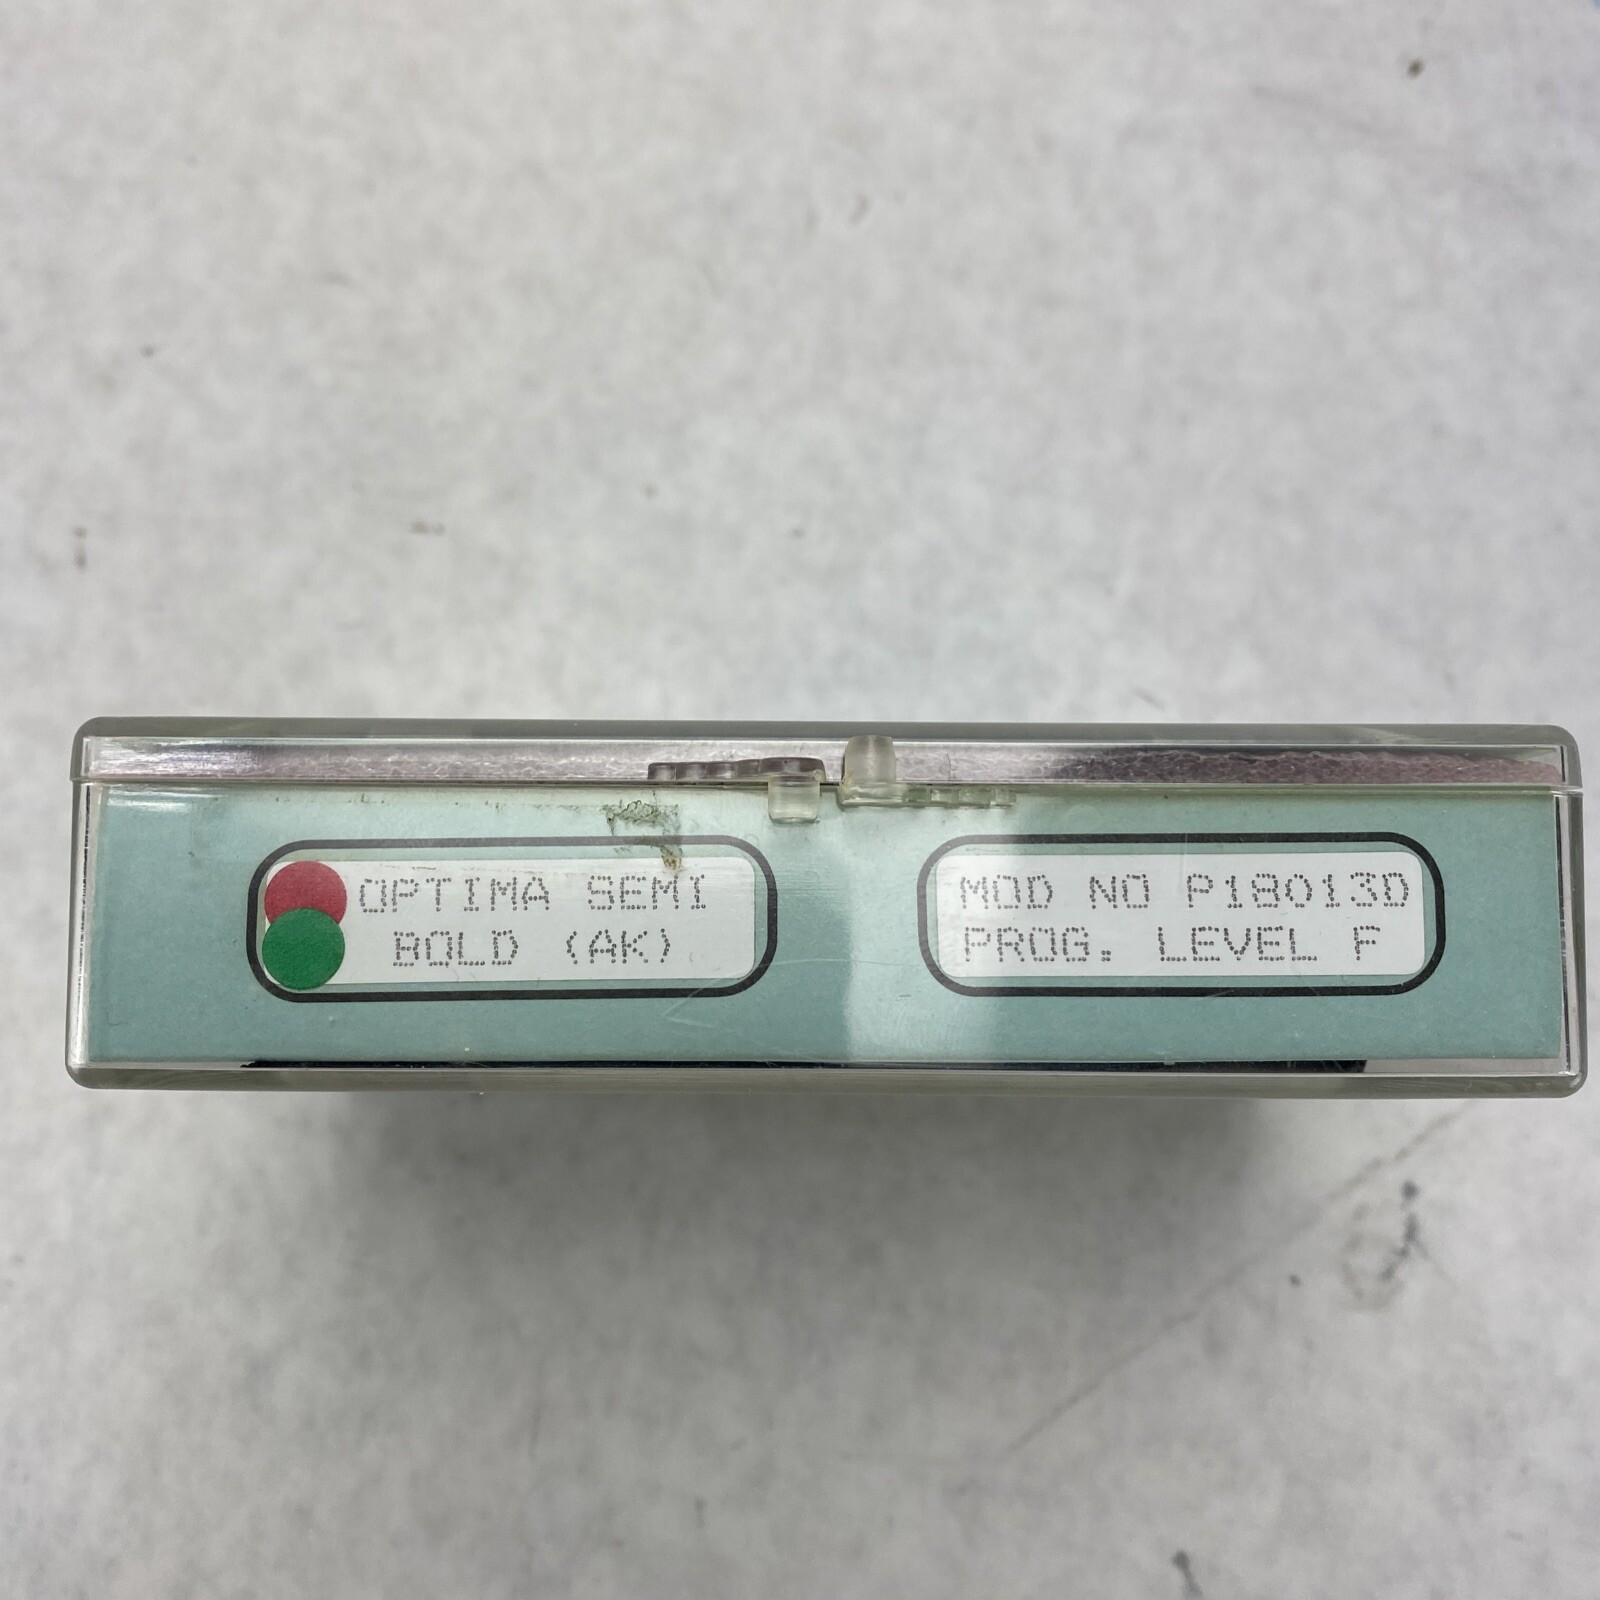 OPTIMA SEMI
BOLD (AK)
MOD NO P18013D
PROG. LEVEL F